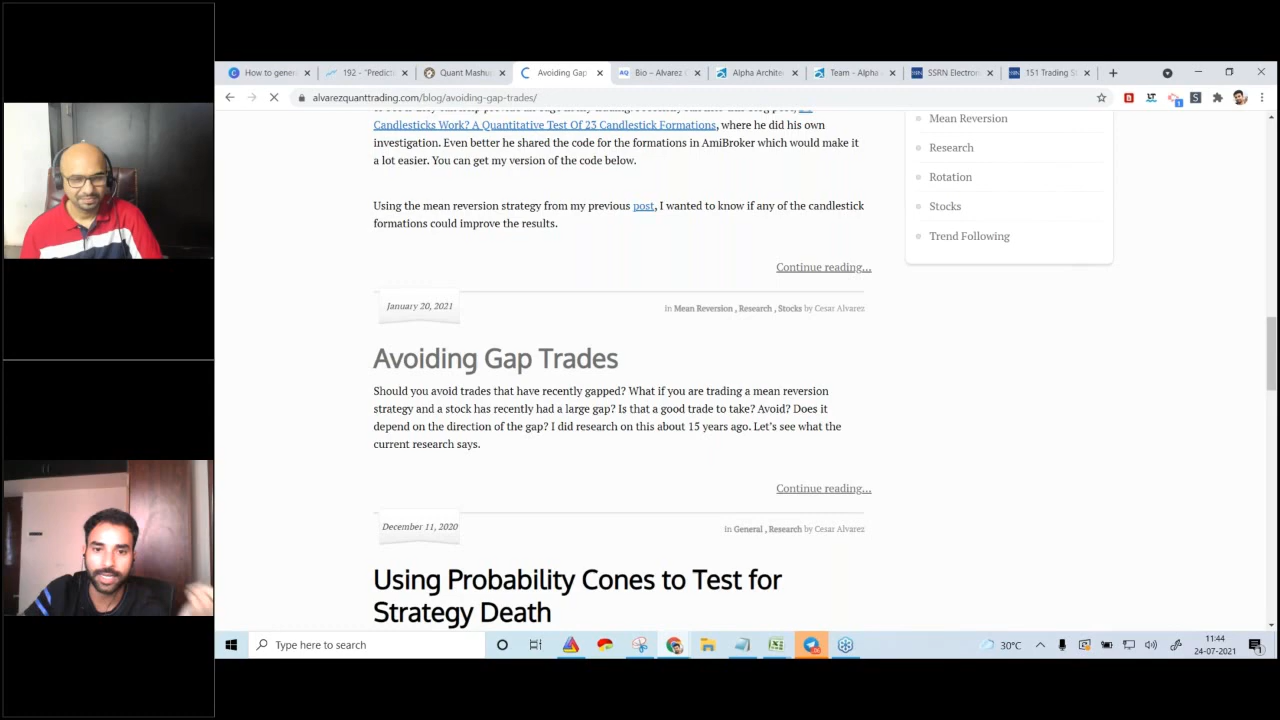 How to gene
192 - "Predict
Quant Mashu
Avoiding Gap
Bio – Alvarez
Alpha Archite
Team - Alpha
SSRN Electron
151 Trading S
alvarezquanttrading.com/blog/avoiding-gap-trades/
Candlesticks Work? A Quantitative Test Of 23 Candlestick Formations, where he did his own
investigation. Even better he shared the code for the formations in AmiBroker which would make it
a lot easier. You can get my version of the code below.
Using the mean reversion strategy from my previous post, I wanted to know if any of the candlestick
formations could improve the results.
Continue reading...
January 20, 2021
In Mean Reversion , Research , Stocks by Cesar Alvarez
Avoiding Gap Trades
Should you avoid trades that have recently gapped? What if you are trading a mean reversion
strategy and a stock has recently had a large gap? Is that a good trade to take? Avoid? Does it
depend on the direction of the gap? I did research on this about 15 years ago. Let's see what the
current research says.
Continue reading...
December 11, 2020
In General , Research by Cesar Alvarez
Using Probability Cones to Test for
Strategy Death
Mean Reversion
Research
Rotation
Stocks
Trend Following
Type here to search
30°C
11:44
24-07-2021